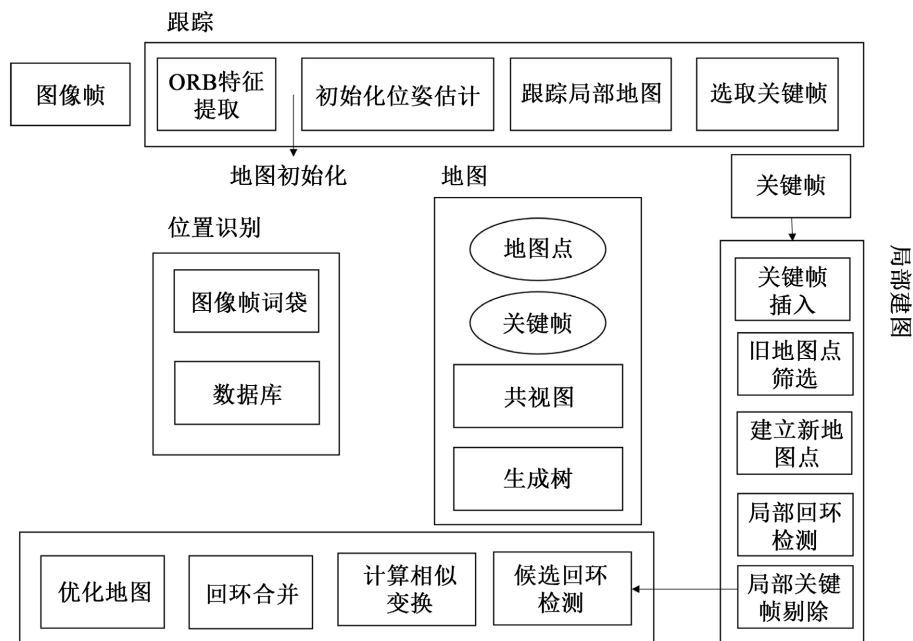 跟踪
图像帧
ORB特征
提取
初始化位姿估计
跟踪局部地图
选取关键帧
地图初始化
地图
关键帧
位置识别
图像帧词袋
数据库
地图点
关键帧
共视图
生成树
局部建图
关键帧
插入
旧地图点
筛选
建立新地
图点
局部回环
检测
局部关键
帧剔除
优化地图
回环合并
计算相似
变换
候选回环
检测